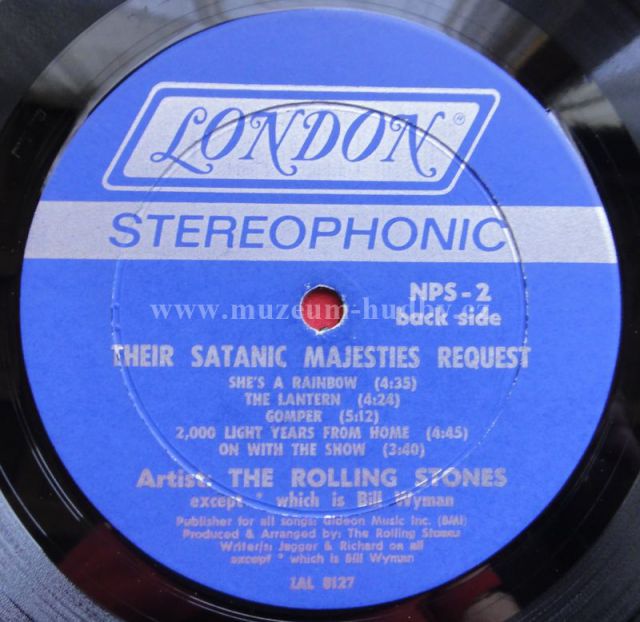 LONDON
STEREOPHONIC
NPS-2
back side
www.muzeum-hudby.cz
THEIR SATANIC MAJESTIES REQUEST
SHE'S A RAINBOW (4:35)
THE LANTERN (4:24)
GOMPER (5:12)
2,000 LIGHT YEARS FROM HOME (4:45)
ON WITH THE SHOW (3:40)
Artist: THE ROLLING STONES
except * which is Bill Wyman
Publisher for all songs: Gideon Music Inc. (BMI)
Produced & Arranged by: The Rolling Stones
Writer/s: Jagger & Richard on all
except * which is Bill Wyman
LAL 8127